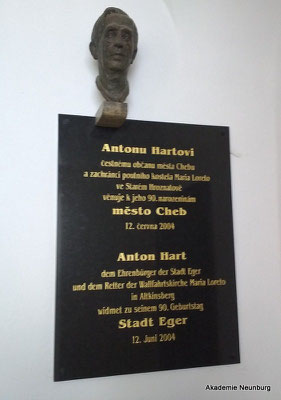 Antonu Hartovi
čestnému občanu města Chebu
a zachránci poutního kostela Maria Loreto
ve Starém Hroznatově
věnuje k jeho 90. narozeninám
město Cheb
12. června 2004
Anton Hart
dem Ehrenbürger der Stadt Eger
und dem Retter der Wallfahrtskirche Maria Loreto
in Altkinsberg
widmet zu seinem 90. Geburtstag
Stadt Eger
12. Juni 2004
Akademie Neunburg